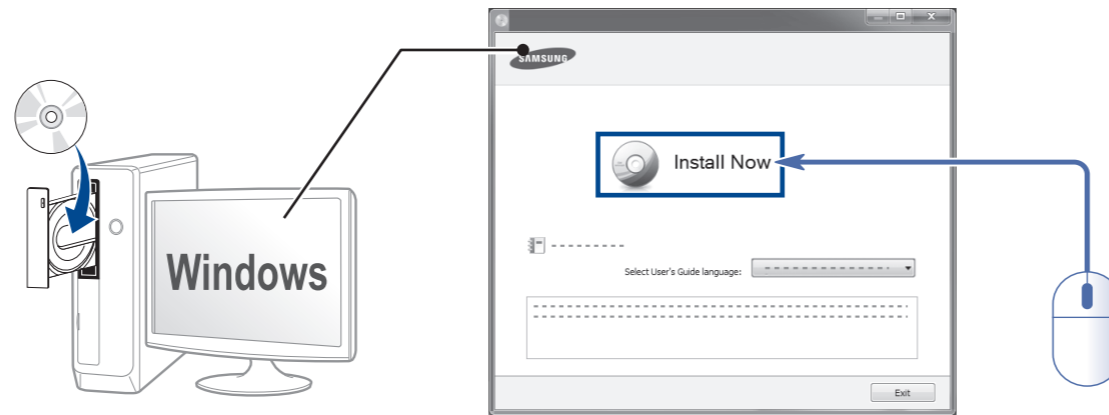 SAMSUNG
Install Now
Windows
Select User's Guide language:
Exit